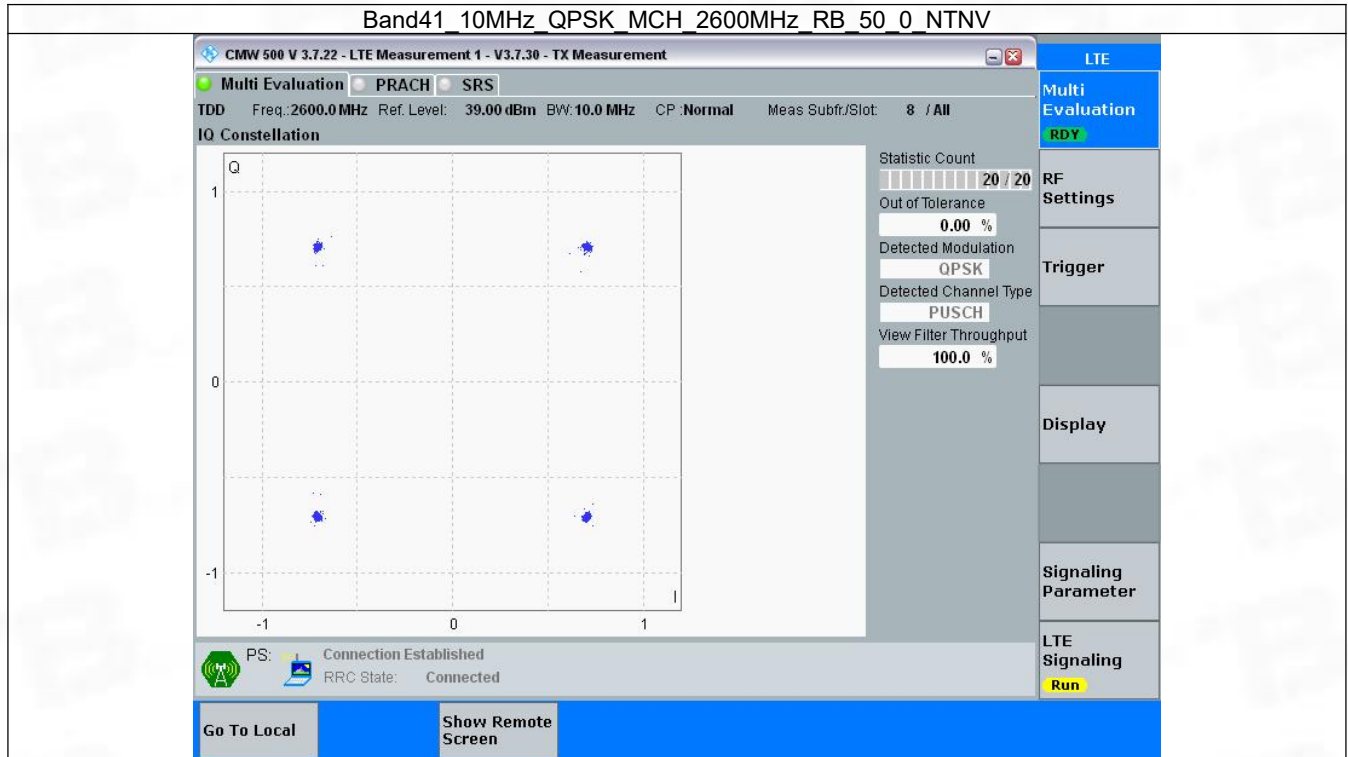 Band41_10MHz_QPSK_MCH_2600MHz_RB_50_0_NTNV
CMW 500 V 3.7.22 - LTE Measurement 1 - V3.7.30 - TX Measurement
LTE
Multi Evaluation PRACH SRS
TDD Freq.:2600.0 MHz Ref. Level: 39.00 dBm BW:10.0 MHz CP :Normal Meas Subfr./Slot: 8 / All
IQ Constellation
Q
1
0
-1
I
-1 0 1
Statistic Count
20 / 20
Out of Tolerance
0.00 %
Detected Modulation
QPSK
Detected Channel Type
PUSCH
View Filter Throughput
100.0 %
Multi
Evaluation
RDY
RF
Settings
Trigger
Display
Signaling
Parameter
LTE
Signaling
Run
PS: Connection Established
RRC State: Connected
Go To Local
Show Remote
Screen